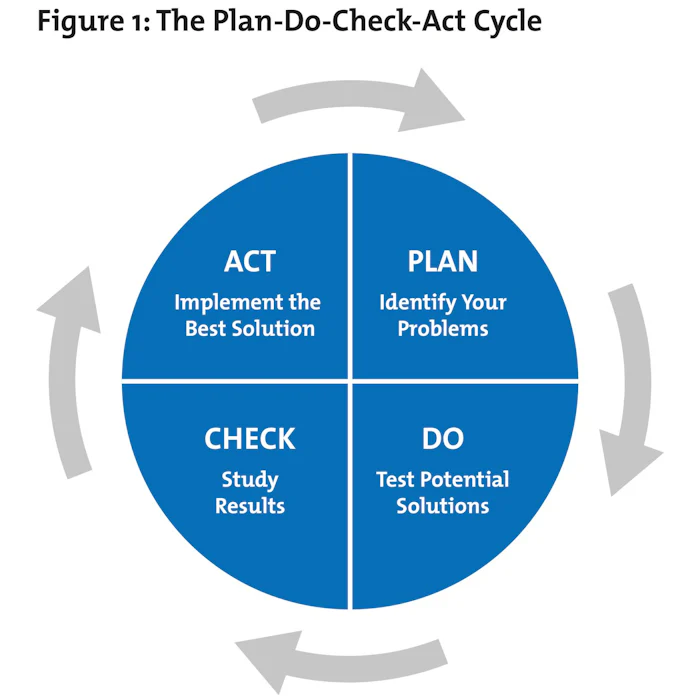 Figure 1: The Plan-Do-Check-Act Cycle
ACT
Implement the
Best Solution
PLAN
Identify Your
Problems
CHECK
Study
Results
DO
Test Potential
Solutions